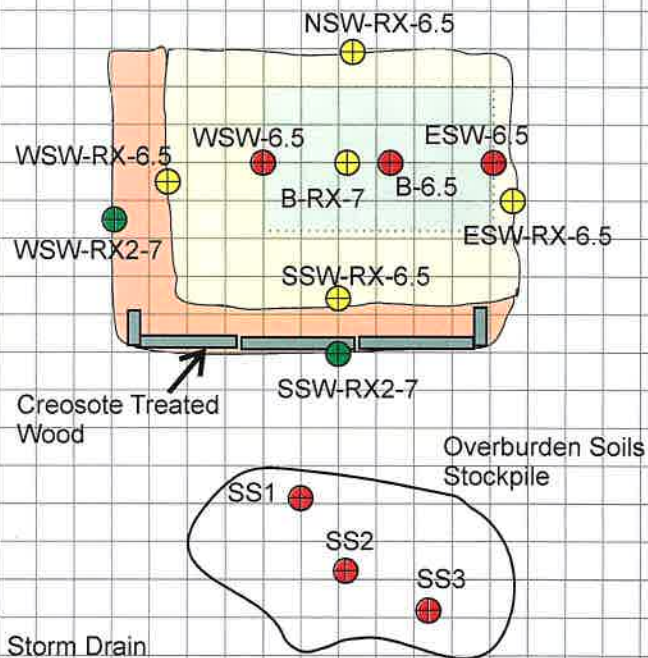 NSW-RX-6.5
WSW-6.5
ESW-6.5
WSW-RX-6.5
B-RX-7
B-6.5
ESW-RX-6.5
WSW-RX2-7
SSW-RX-6.5
SSW-RX2-7
Creosote Treated
Wood
Overburden Soils
Stockpile
SS1
SS2
SS3
Storm Drain